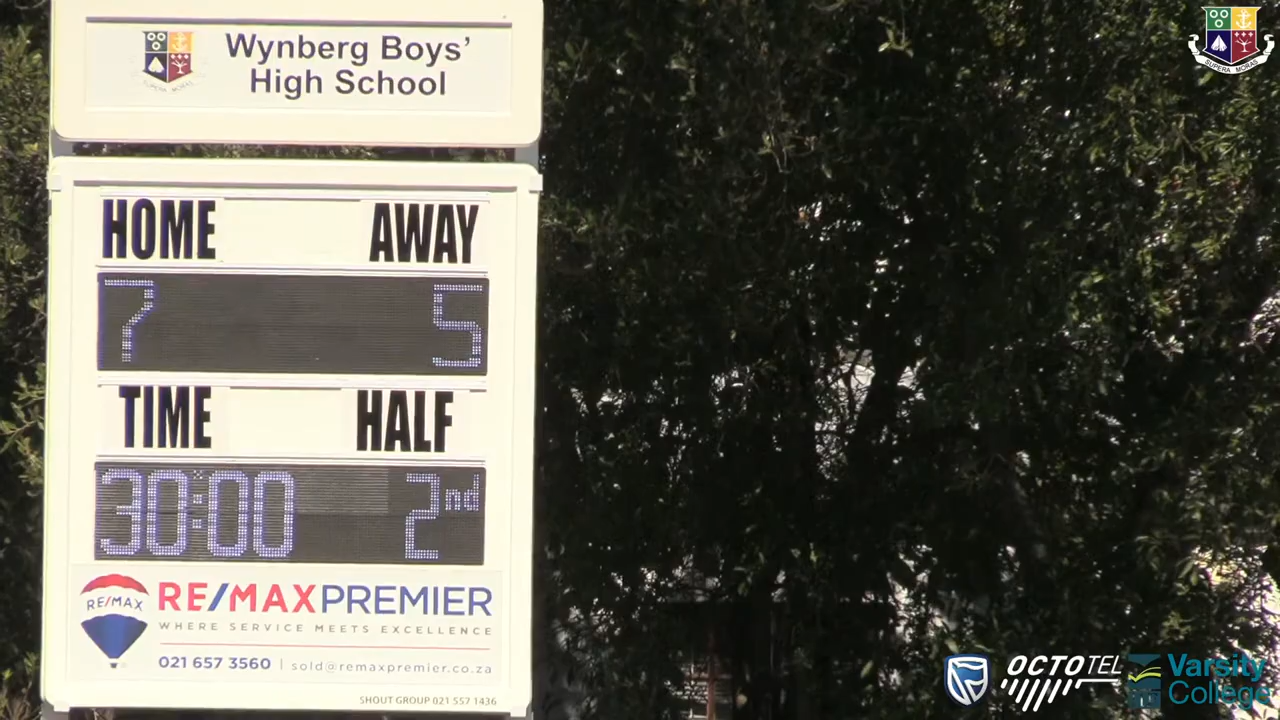 Wynberg Boys'
High School
SUPERA MORAS
SUPERA MORAS
HOME AWAY
7 5
TIME HALF
30:00 2nd
RE/MAX
RE/MAX PREMIER
WHERE SERVICE MEETS EXCELLENCE
021 657 3560 | sold@remaxpremier.co.za
SHOUT GROUP 021 557 1436
OCTOTEL
Varsity
College